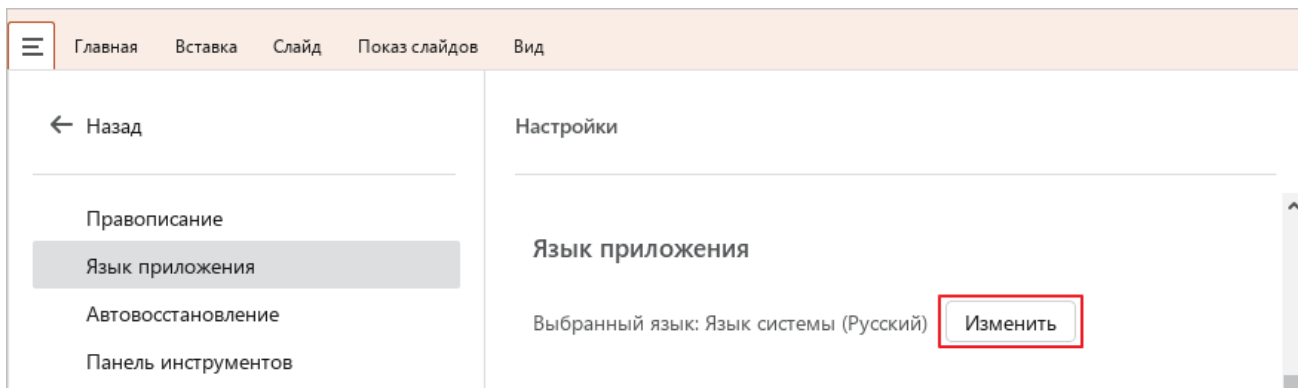 Главная Вставка Слайд Показ слайдов Вид
Назад
Правописание
Язык приложения
Автовосстановление
Панель инструментов
Настройки
Язык приложения
Выбранный язык: Язык системы (Русский) Изменить